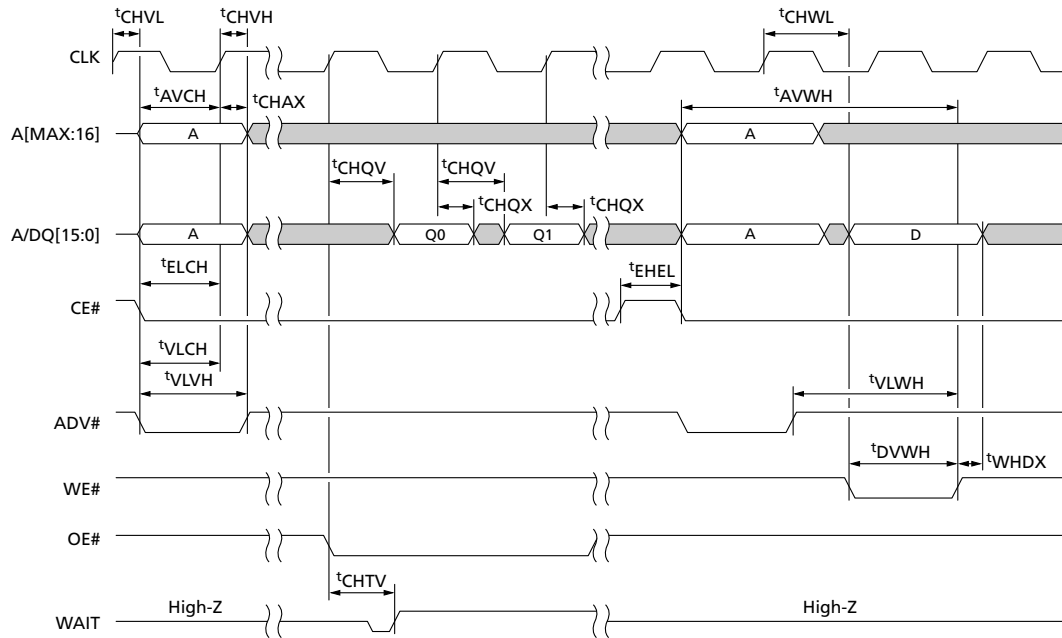 tCHVL tCHVH tCHWL
CLK
tAVCH tCHAX tAVWH
A[MAX:16] A A
tCHQV tCHQV
tCHQX tCHQX
A/DQ[15:0] A Q0 Q1 A D
tELCH tEHEL
CE#
tVLCH
tVLVH tVLWH
ADV#
tDVWH tWHDX
WE#
OE#
tCHTV
High-Z High-Z
WAIT